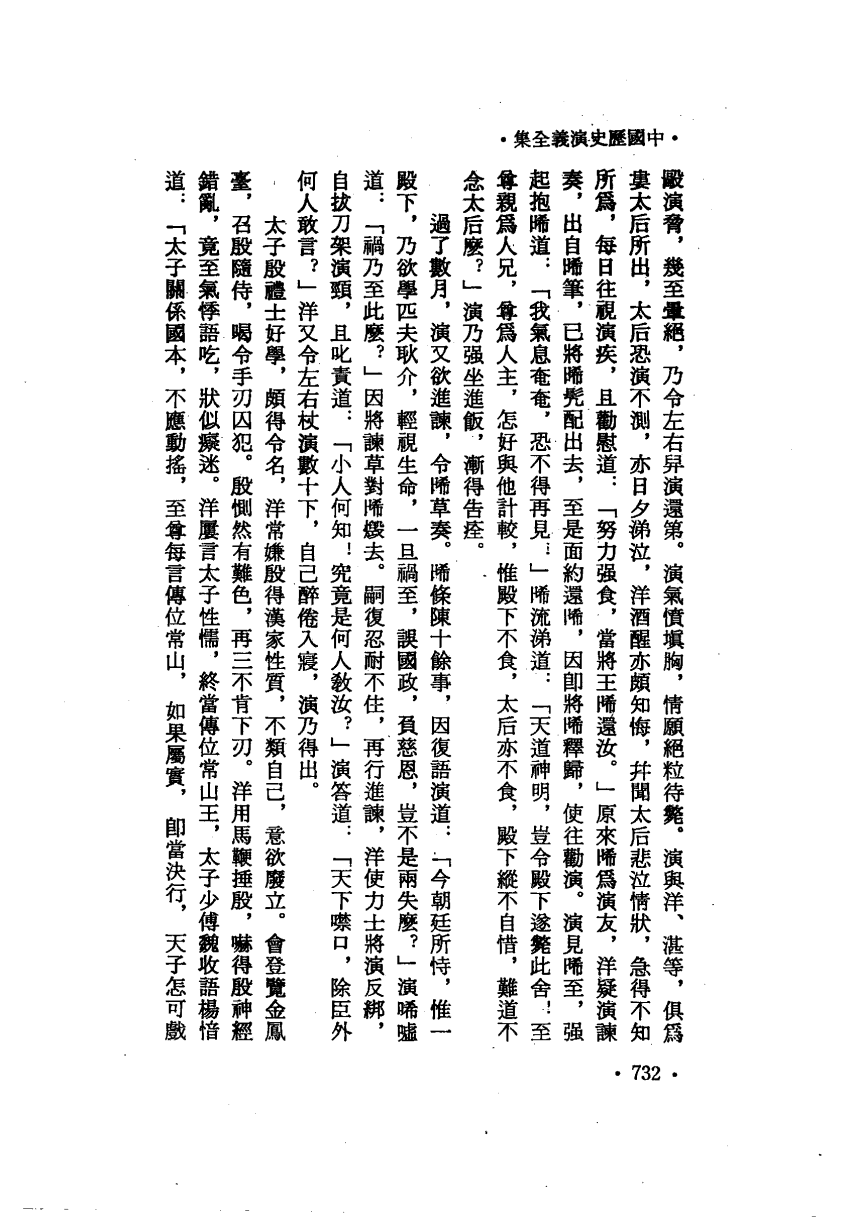 ·中國歷史演義全集·
毆演脅，幾至暈絕，乃令左右舁演還第。演氣憤塡胸，情願絕粒待斃。演與洋、湛等，俱爲
婁太后所出，太后恐演不測，亦日夕涕泣，洋酒醒亦頗知悔，幷聞太后悲泣情狀，急得不知
所爲，每日往視演疾，且勸慰道：「努力强食，當將王晞還汝。」原來晞爲演友，洋疑演諫
奏，出自晞筆，已將晞髡配出去，至是面約還晞，因卽將晞釋歸，使往勸演。演見晞至，强
起抱晞道：「我氣息奄奄，恐不得再見！」晞流涕道：「天道神明，豈令殿下遂斃此舍！至
尊親爲人兄，尊爲人主，怎好與他計較，惟殿下不食，太后亦不食，殿下縱不自惜，難道不
念太后麽？」演乃强坐進飯，漸得告痊。
過了數月，演又欲進諫，令晞草奏。晞條陳十餘事，因復語演道：「今朝廷所恃，惟一
殿下，乃欲學匹夫耿介，輕視生命，一旦禍至，誤國政，負慈恩，豈不是兩失麽？」演唏噓
道：「禍乃至此麽？」因將諫草對晞燬去。嗣復忍耐不住，再行進諫，洋使力士將演反綁，
自拔刀架演頸，且叱責道：「小人何知！究竟是何人敎汝？」演答道：「天下噤口，除臣外
何人敢言？」洋又令左右杖演數十下，自己醉倦入寢，演乃得出。
太子殷禮士好學，頗得令名，洋常嫌殷得漢家性質，不類自己，意欲廢立。會登覽金鳳
臺，召殷隨侍，喝令手刃囚犯。殷惻然有難色，再三不肯下刃。洋用馬鞭捶殷，嚇得殷神經
錯亂，竟至氣悸語吃，狀似癡迷。洋屢言太子性懦，終當傳位常山王，太子少傅魏收語楊愔
道：「太子關係國本，不應動搖，至尊每言傳位常山，如果屬實，卽當決行，天子怎可戲
·732·